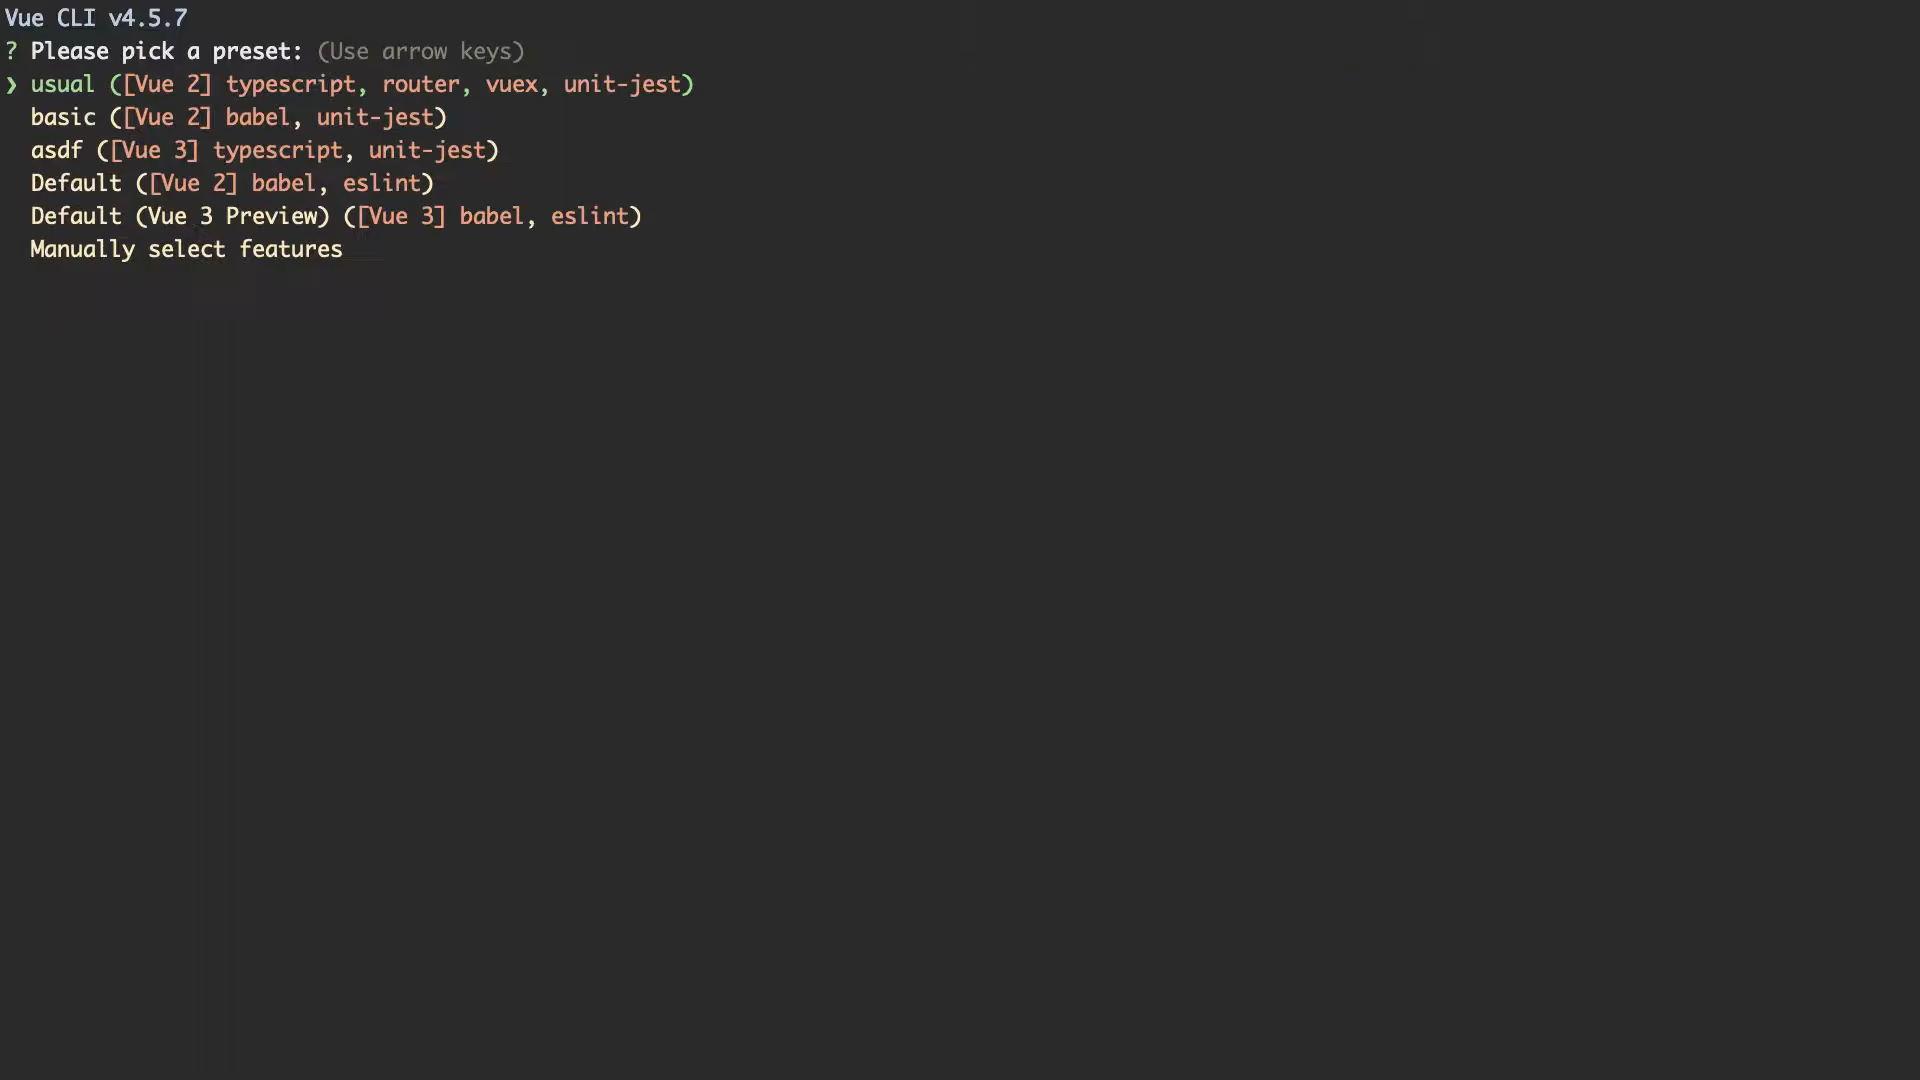 Vue CLI v4.5.7
? Please pick a preset: (Use arrow keys)
❯ usual ([Vue 2] typescript, router, vuex, unit-jest)
basic ([Vue 2] babel, unit-jest)
asdf ([Vue 3] typescript, unit-jest)
Default ([Vue 2] babel, eslint)
Default (Vue 3 Preview) ([Vue 3] babel, eslint)
Manually select features